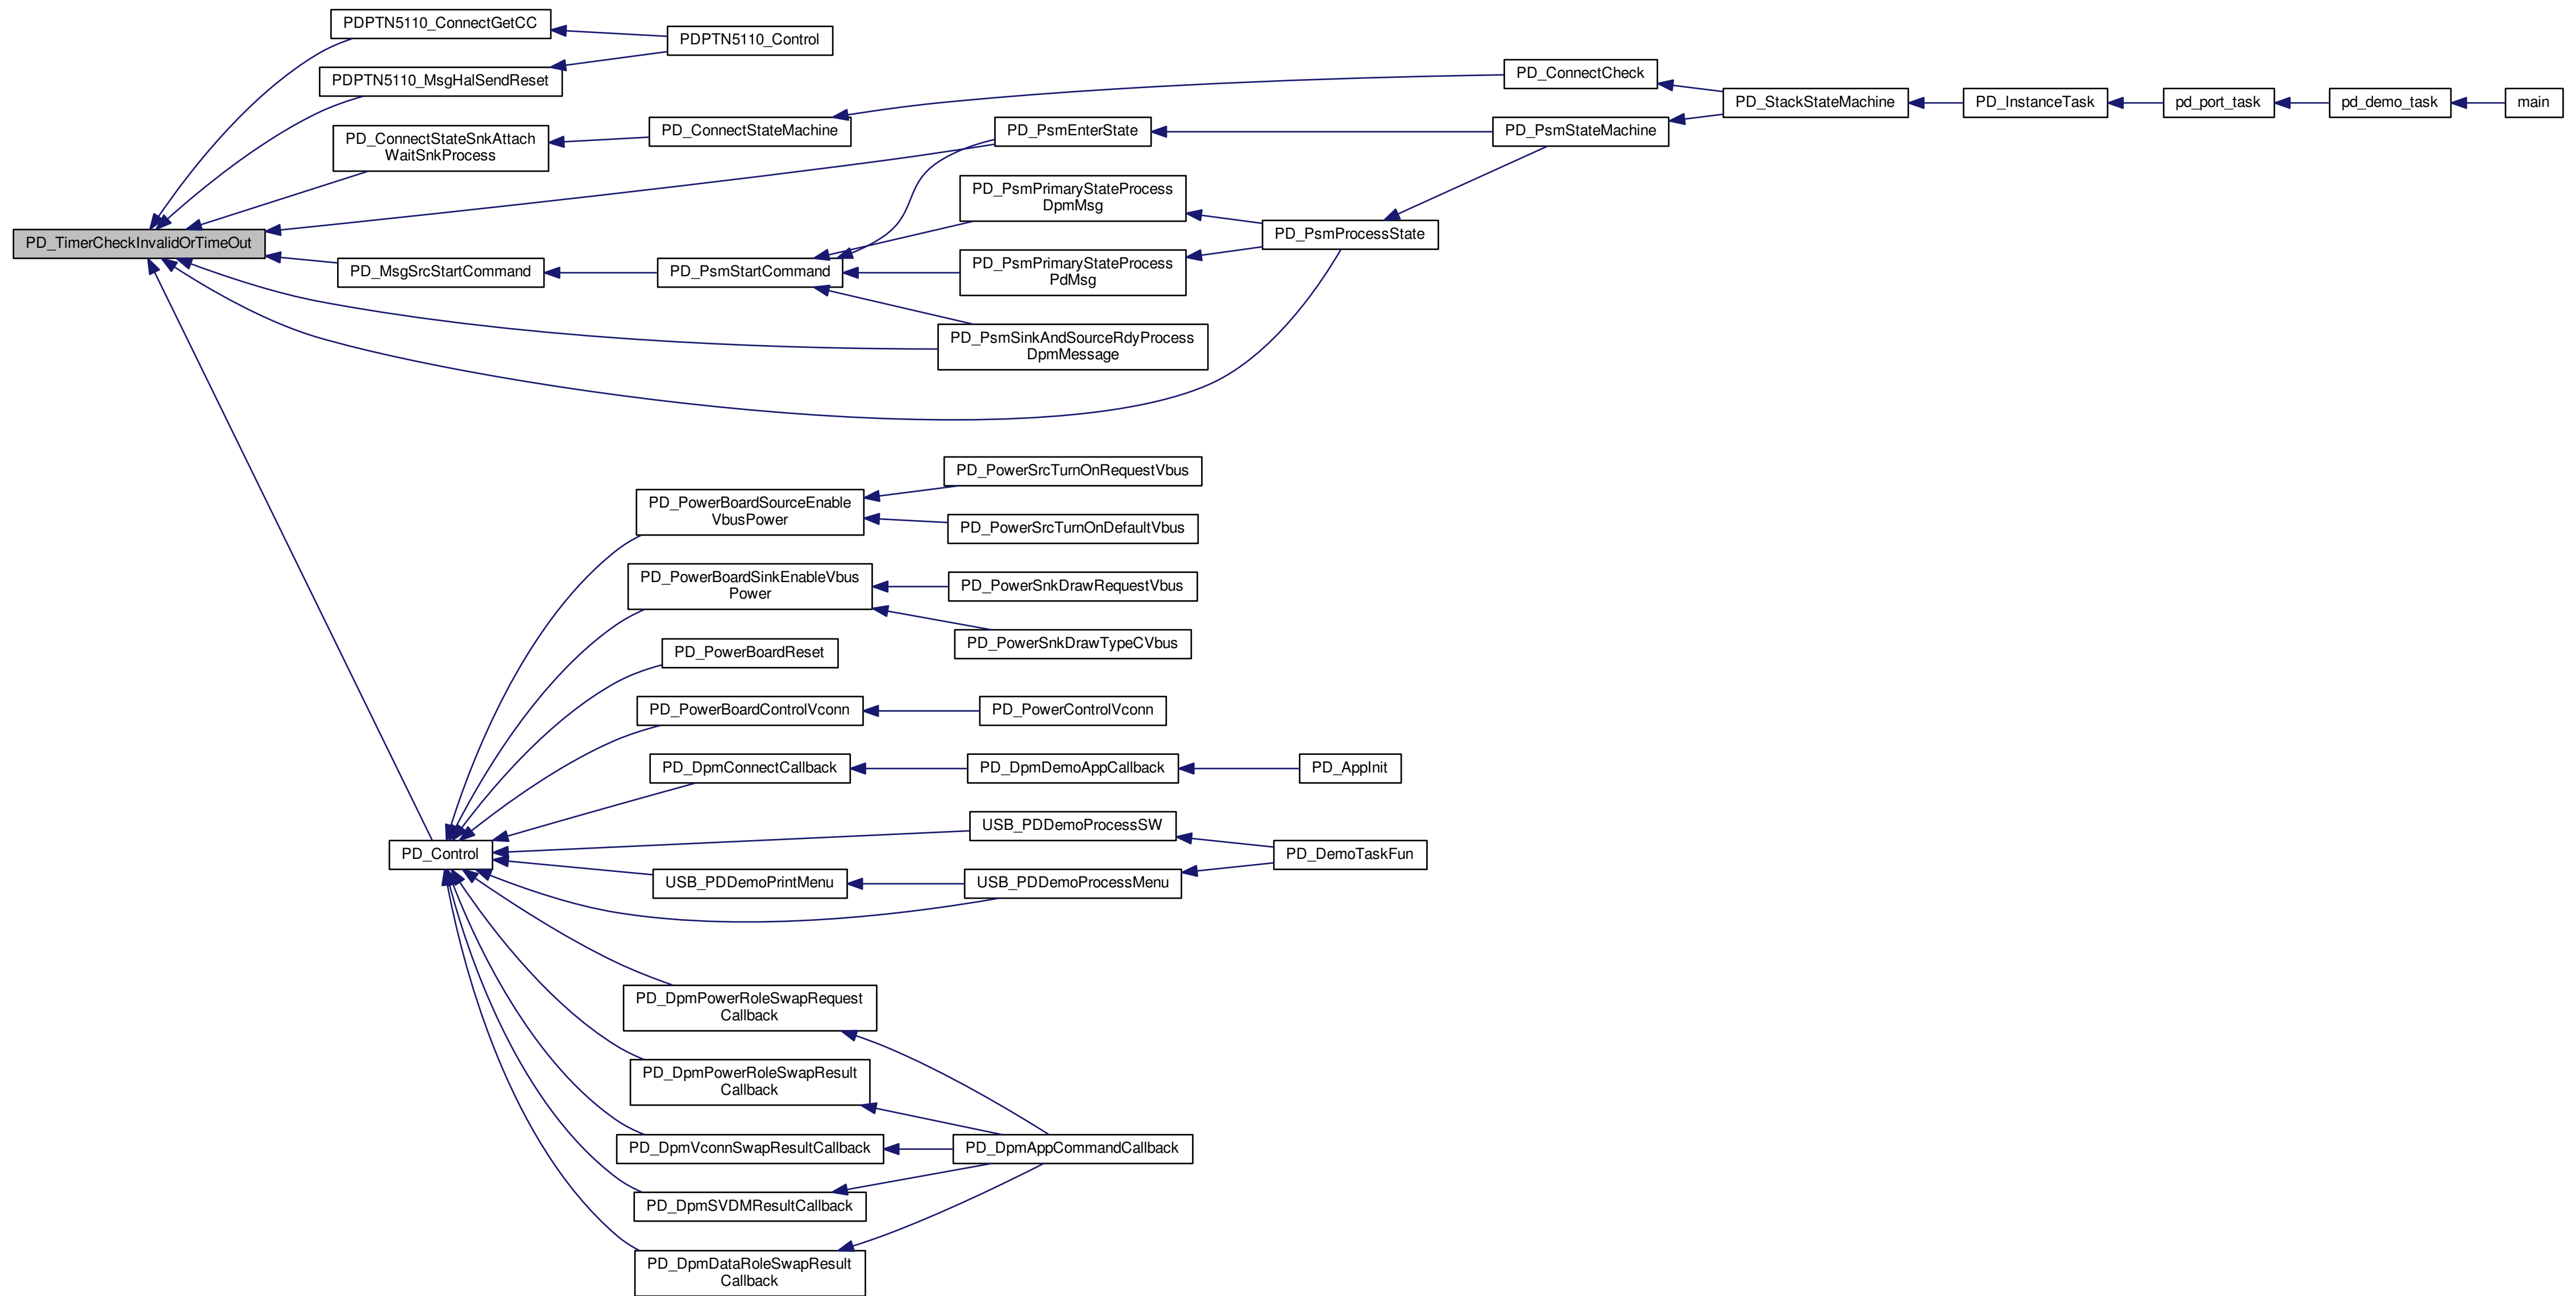 PDPTN5110_ConnectGetCC
PDPTN5110_Control
PDPTN5110_MsgHalSendReset
PD_ConnectCheck
PD_StackStateMachine
PD_InstanceTask
pd_port_task
pd_demo_task
main
PD_ConnectStateSnkAttach
WaitSnkProcess
PD_ConnectStateMachine
PD_PsmEnterState
PD_PsmStateMachine
PD_PsmPrimaryStateProcess
DpmMsg
PD_TimerCheckInvalidOrTimeOut
PD_PsmProcessState
PD_MsgSrcStartCommand
PD_PsmStartCommand
PD_PsmPrimaryStateProcess
PdMsg
PD_PsmSinkAndSourceRdyProcess
DpmMessage
PD_PowerSrcTurnOnRequestVbus
PD_PowerBoardSourceEnable
VbusPower
PD_PowerSrcTurnOnDefaultVbus
PD_PowerBoardSinkEnableVbus
Power
PD_PowerSnkDrawRequestVbus
PD_PowerSnkDrawTypeCVbus
PD_PowerBoardReset
PD_PowerBoardControlVconn
PD_PowerControlVconn
PD_DpmConnectCallback
PD_DpmDemoAppCallback
PD_AppInit
USB_PDDemoProcessSW
PD_Control
PD_DemoTaskFun
USB_PDDemoPrintMenu
USB_PDDemoProcessMenu
PD_DpmPowerRoleSwapRequest
Callback
PD_DpmPowerRoleSwapResult
Callback
PD_DpmVconnSwapResultCallback
PD_DpmAppCommandCallback
PD_DpmSVDMResultCallback
PD_DpmDataRoleSwapResult
Callback